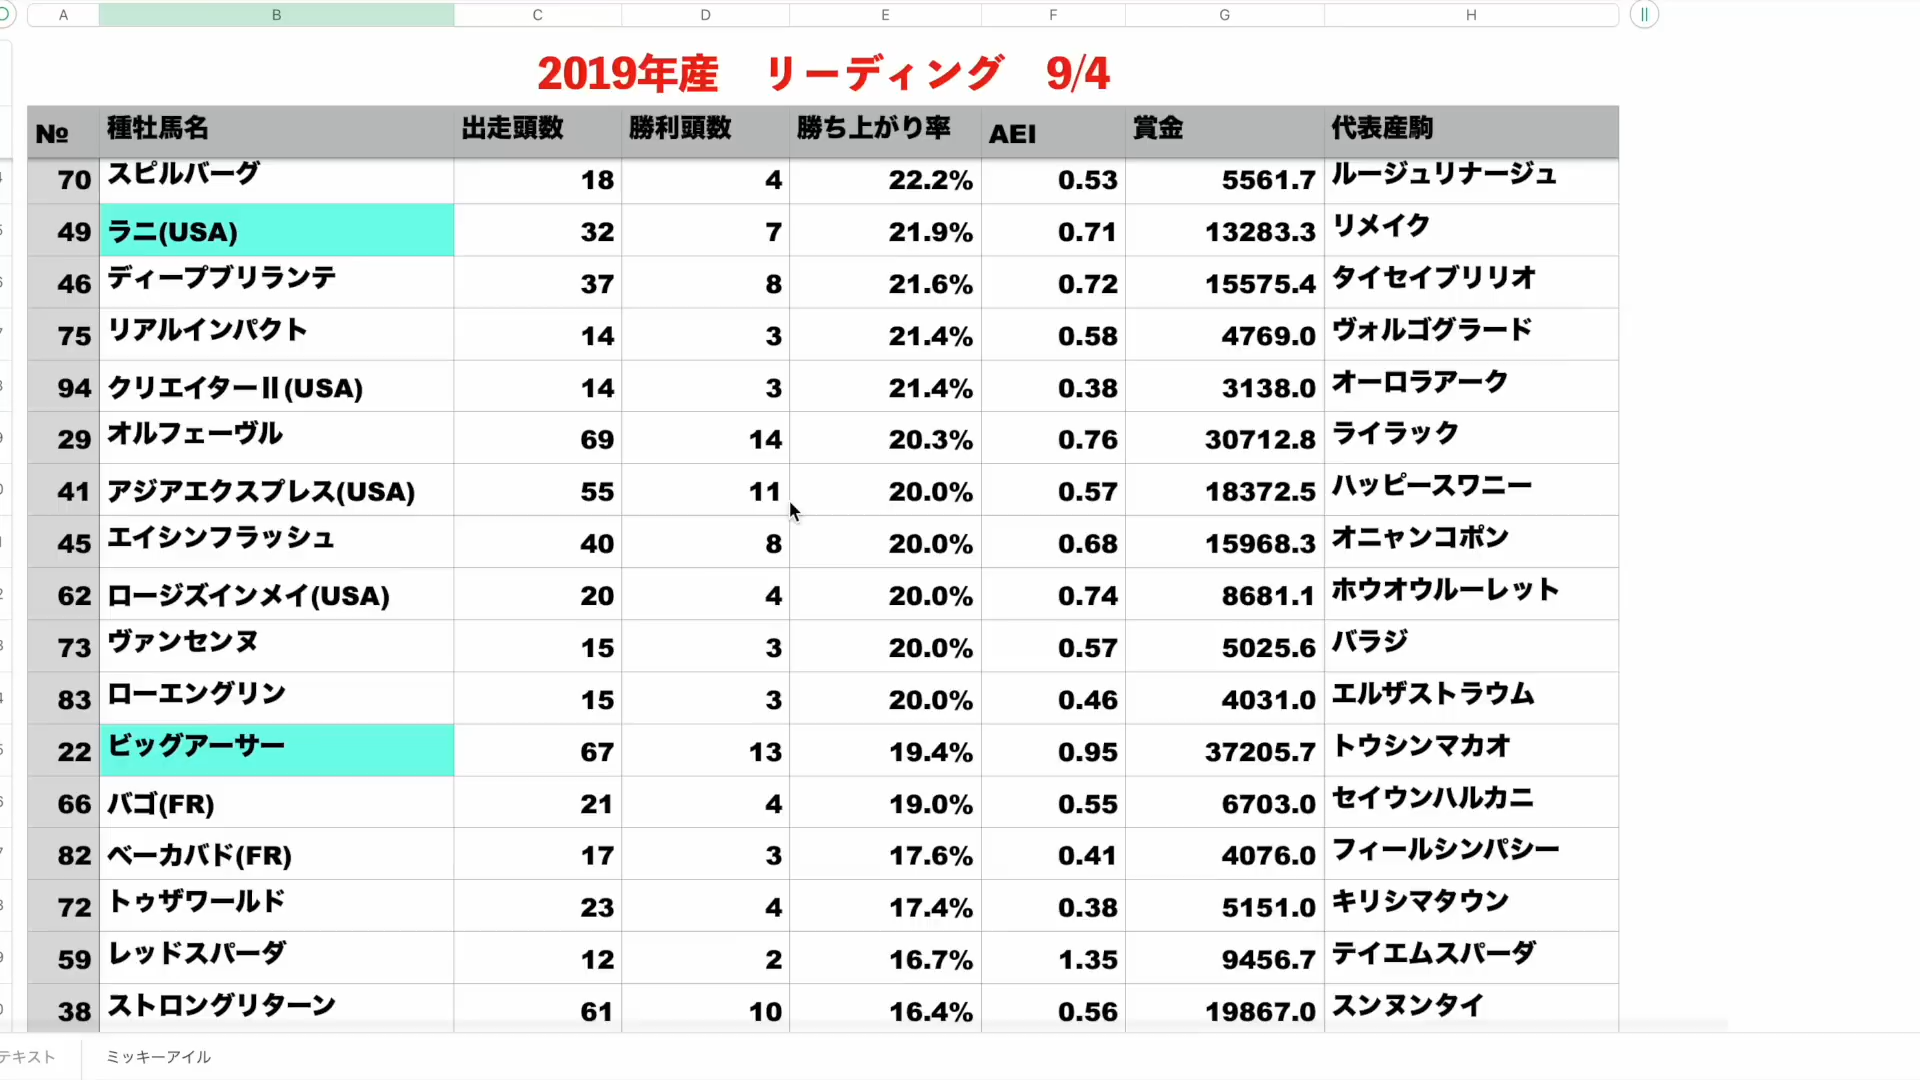 A B C D E F G H
2019年産 リーディング 9/4
№ 種牡馬名 出走頭数 勝利頭数 勝ち上がり率 AEI 賞金 代表産駒
70 スピルバーグ 18 4 22.2% 0.53 5561.7 ルージュリナージュ
49 ラニ(USA) 32 7 21.9% 0.71 13283.3 リメイク
46 ディープブリランテ 37 8 21.6% 0.72 15575.4 タイセイブリリオ
75 リアルインパクト 14 3 21.4% 0.58 4769.0 ヴォルゴグラード
94 クリエイターⅡ(USA) 14 3 21.4% 0.38 3138.0 オーロラアーク
29 オルフェーヴル 69 14 20.3% 0.76 30712.8 ライラック
41 アジアエクスプレス(USA) 55 11 20.0% 0.57 18372.5 ハッピースワニー
45 エイシンフラッシュ 40 8 20.0% 0.68 15968.3 オニャンコポン
62 ロージズインメイ(USA) 20 4 20.0% 0.74 8681.1 ホウオウルーレット
73 ヴァンセンヌ 15 3 20.0% 0.57 5025.6 バラジ
83 ローエングリン 15 3 20.0% 0.46 4031.0 エルザストラウム
22 ビッグアーサー 67 13 19.4% 0.95 37205.7 トウシンマカオ
66 バゴ(FR) 21 4 19.0% 0.55 6703.0 セイウンハルカニ
82 ベーカバド(FR) 17 3 17.6% 0.41 4076.0 フィールシンパシー
72 トゥザワールド 23 4 17.4% 0.38 5151.0 キリシマタウン
59 レッドスパーダ 12 2 16.7% 1.35 9456.7 テイエムスパーダ
38 ストロングリターン 61 10 16.4% 0.56 19867.0 スンヌンタイ
テキスト ミッキーアイル